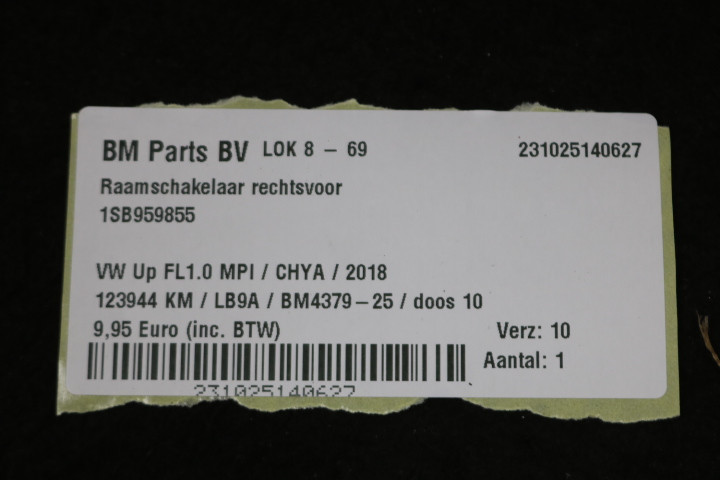 BM Parts BV LOK 8 - 69 231025140627
Raamschakelaar rechtsvoor
1SB959855
VW Up FL1.0 MPI / CHYA / 2018
123944 KM / LB9A / BM4379-25 / doos 10
9,95 Euro (inc. BTW) Verz: 10
Aantal: 1
231025140627